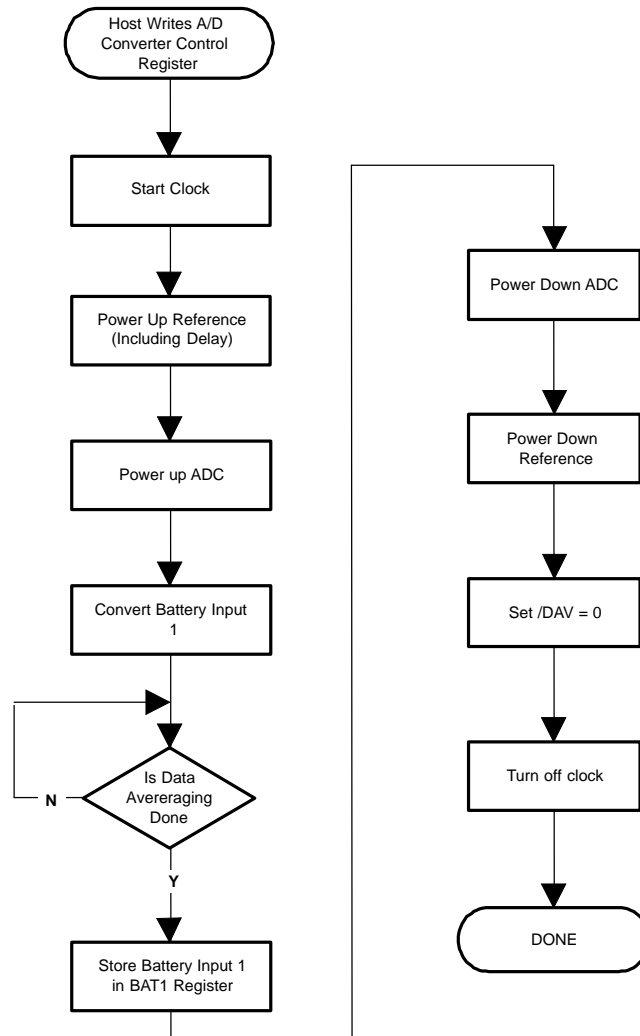 Host Writes A/D
Converter Control
Register
Start Clock
Power Up Reference
(Including Delay)
Power up ADC
Convert Battery Input
1
Is Data
Avereraging
Done
N
Y
Store Battery Input 1
in BAT1 Register
Power Down ADC
Power Down
Reference
Set /DAV = 0
Turn off clock
DONE